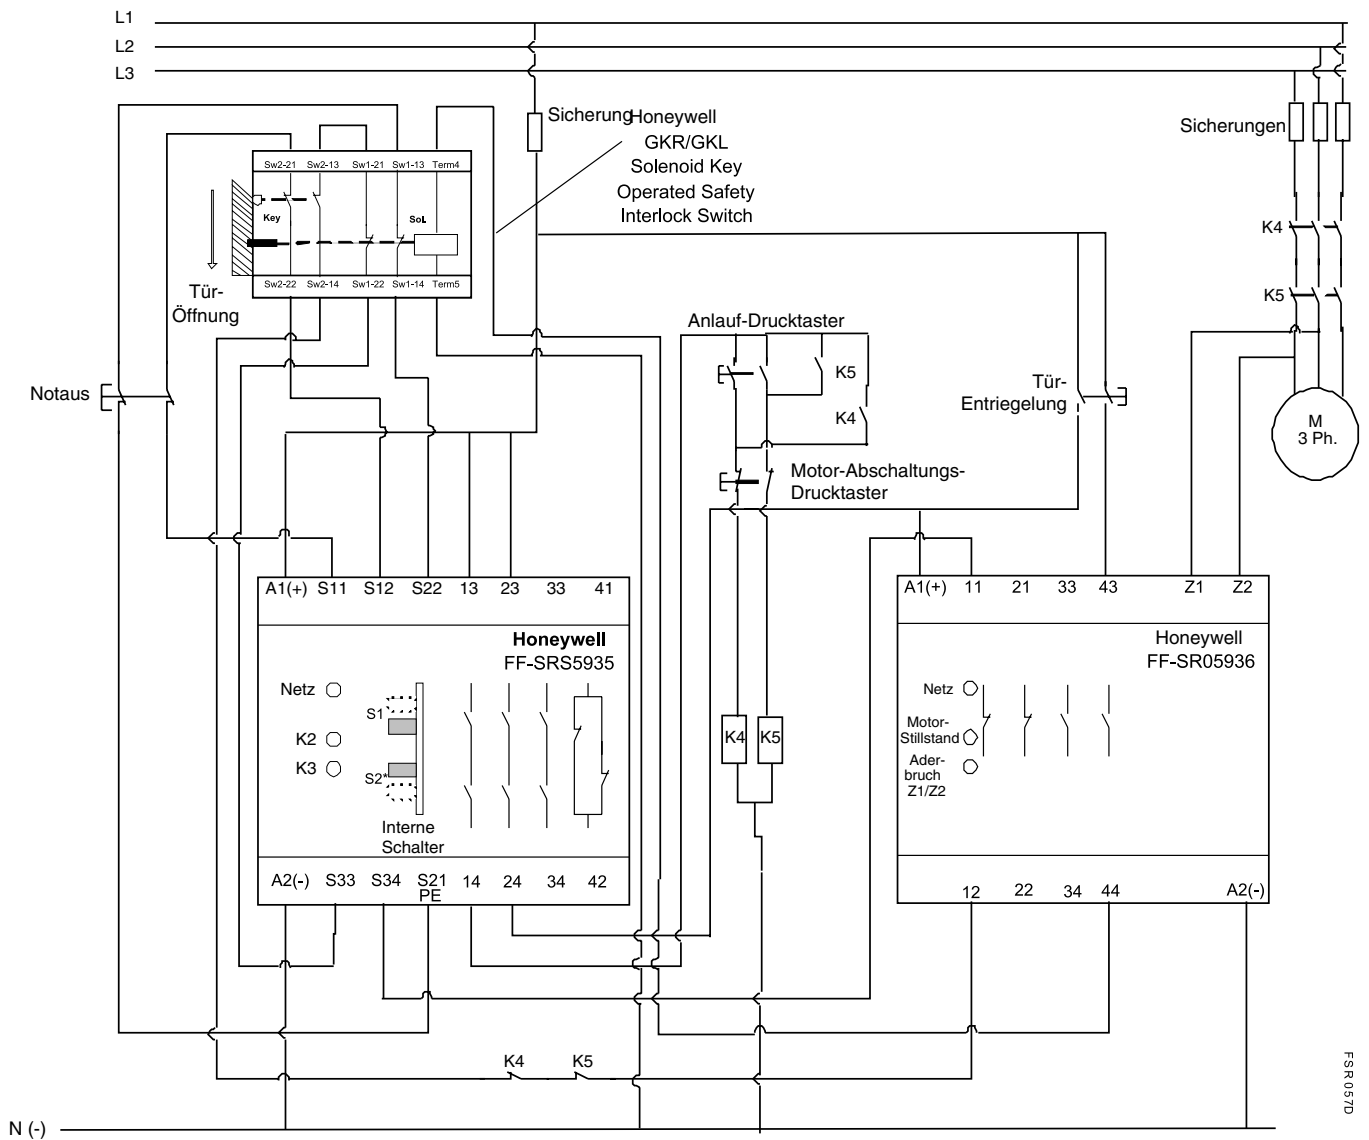 L1
L2
L3
Sicherung
Honeywell
GKR/GKL
Solenoid Key
Operated Safety
Interlock Switch
Sicherungen
Sw2-21 Sw2-13 Sw1-21 Sw1-13 Term4
Key
Sol.
Sw2-22 Sw2-14 Sw1-22 Sw1-14 Term5
Tür-
Öffnung
K4
K5
Anlauf-Drucktaster
K5
K4
Notaus
Tür-
Entriegelung
M
3 Ph.
Motor-Abschaltungs-
Drucktaster
A1(+) S11 S12 S22 13 23 33 41
Honeywell
FF-SRS5935
Netz
S1
K2
K3
S2*
Interne
Schalter
A2(-) S33 S34 S21 14 24 34 42
PE
K4 K5
A1(+) 11 21 33 43 Z1 Z2
Honeywell
FF-SR05936
Netz
Motor-
Stillstand
Ader-
bruch
Z1/Z2
12 22 34 44 A2(-)
K4 K5
N (-)
FSR057D